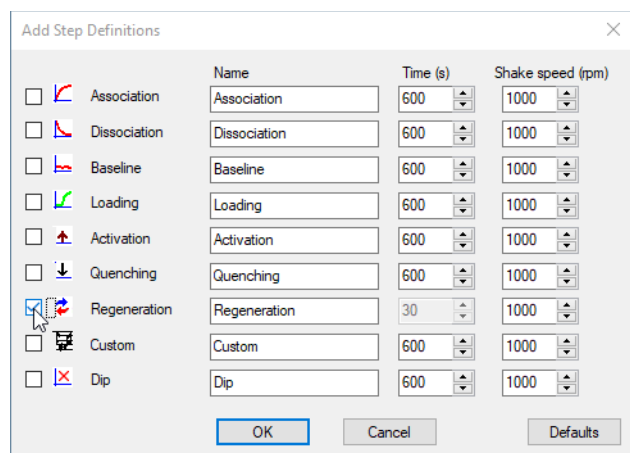 Add Step Definitions
Name Time (s) Shake speed (rpm)
Association Association 600 1000
Dissociation Dissociation 600 1000
Baseline Baseline 600 1000
Loading Loading 600 1000
Activation Activation 600 1000
Quenching Quenching 600 1000
Regeneration Regeneration 30 1000
Custom Custom 600 1000
Dip Dip 600 1000
OK Cancel Defaults